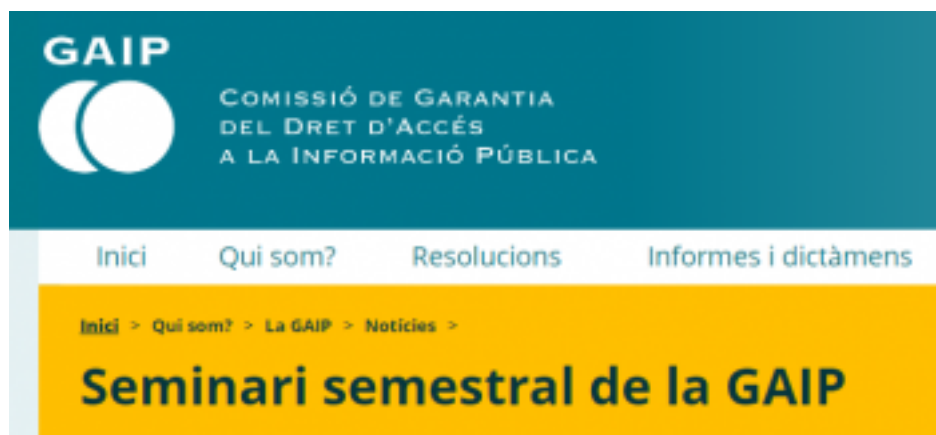 GAIP
COMISSIÓ DE GARANTIA
DEL DRET D'ACCÉS
A LA INFORMACIÓ PÚBLICA
Inici Qui som? Resolucions Informes i dictàmens
Inici > Qui som? > La GAIP > Notícies >
Seminari semestral de la GAIP